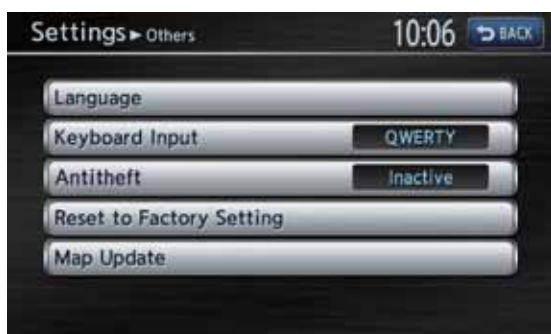 Settings ► Others 10:06 BACK
Language
Keyboard Input QWERTY
Antitheft Inactive
Reset to Factory Setting
Map Update